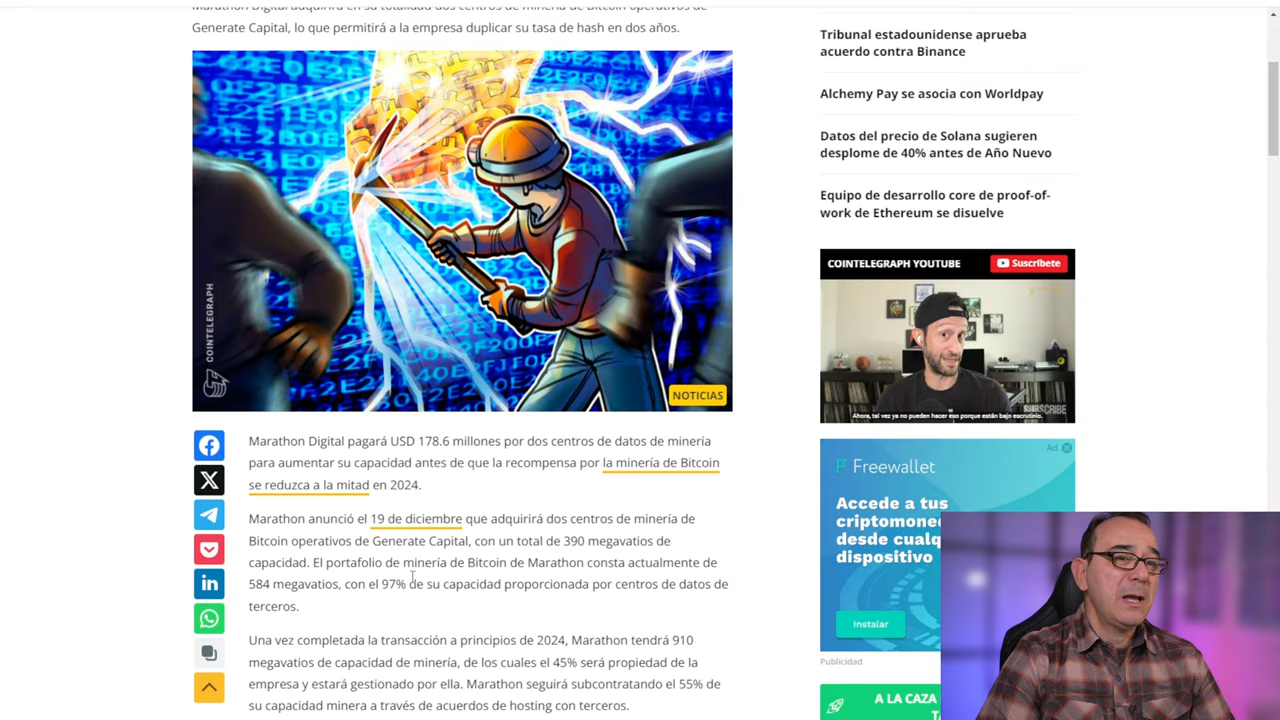 Marathon Digital adquirirá en su totalidad dos centros de minería de Bitcoin operativos de
Generate Capital, lo que permitirá a la empresa duplicar su tasa de hash en dos años.
COINTELEGRAPH
NOTICIAS
Marathon Digital pagará USD 178.6 millones por dos centros de datos de minería
para aumentar su capacidad antes de que la recompensa por la minería de Bitcoin
se reduzca a la mitad en 2024.
Marathon anunció el 19 de diciembre que adquirirá dos centros de minería de
Bitcoin operativos de Generate Capital, con un total de 390 megavatios de
capacidad. El portafolio de minería de Bitcoin de Marathon consta actualmente de
584 megavatios, con el 97% de su capacidad proporcionada por centros de datos de
terceros.
Una vez completada la transacción a principios de 2024, Marathon tendrá 910
megavatios de capacidad de minería, de los cuales el 45% será propiedad de la
empresa y estará gestionado por ella. Marathon seguirá subcontratando el 55% de
su capacidad minera a través de acuerdos de hosting con terceros.
Tribunal estadounidense aprueba
acuerdo contra Binance
Alchemy Pay se asocia con Worldpay
Datos del precio de Solana sugieren
desplome de 40% antes de Año Nuevo
Equipo de desarrollo core de proof-of-
work de Ethereum se disuelve
COINTELEGRAPH YOUTUBE
Suscríbete
Ahora, tal vez ya no pueden hacer eso porque están bajo escrutinio.
SUBSCRIBE
Ad
Freewallet
Accede a tus
criptomone
desde cualq
dispositivo
Instalar
Publicidad
A LA CAZA